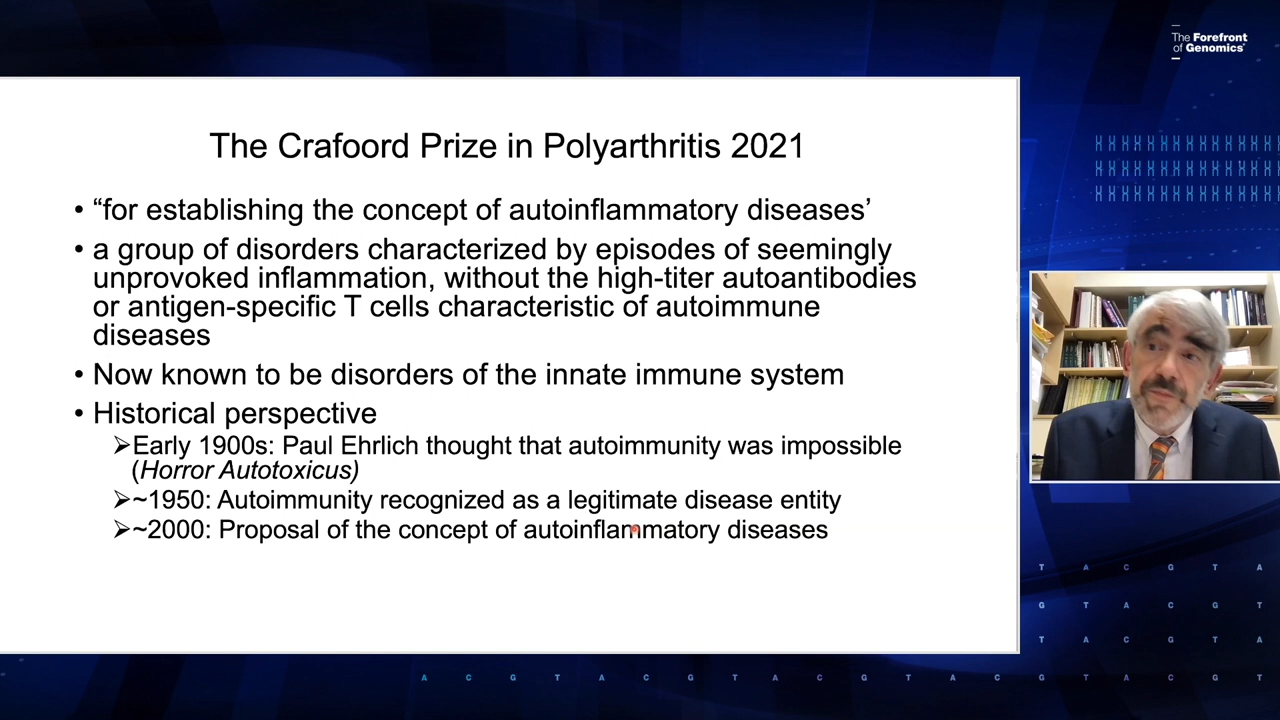 The Forefront
of Genomics
The Crafoord Prize in Polyarthritis 2021
• “for establishing the concept of autoinflammatory diseases’
• a group of disorders characterized by episodes of seemingly
unprovoked inflammation, without the high-titer autoantibodies
or antigen-specific T cells characteristic of autoimmune
diseases
• Now known to be disorders of the innate immune system
• Historical perspective
➢Early 1900s: Paul Ehrlich thought that autoimmunity was impossible
(Horror Autotoxicus)
➢~1950: Autoimmunity recognized as a legitimate disease entity
➢~2000: Proposal of the concept of autoinflammatory diseases
T A C G T A
G T A C G T
T A C G T A
A C G T A C G T A C G T A C G T A C G T